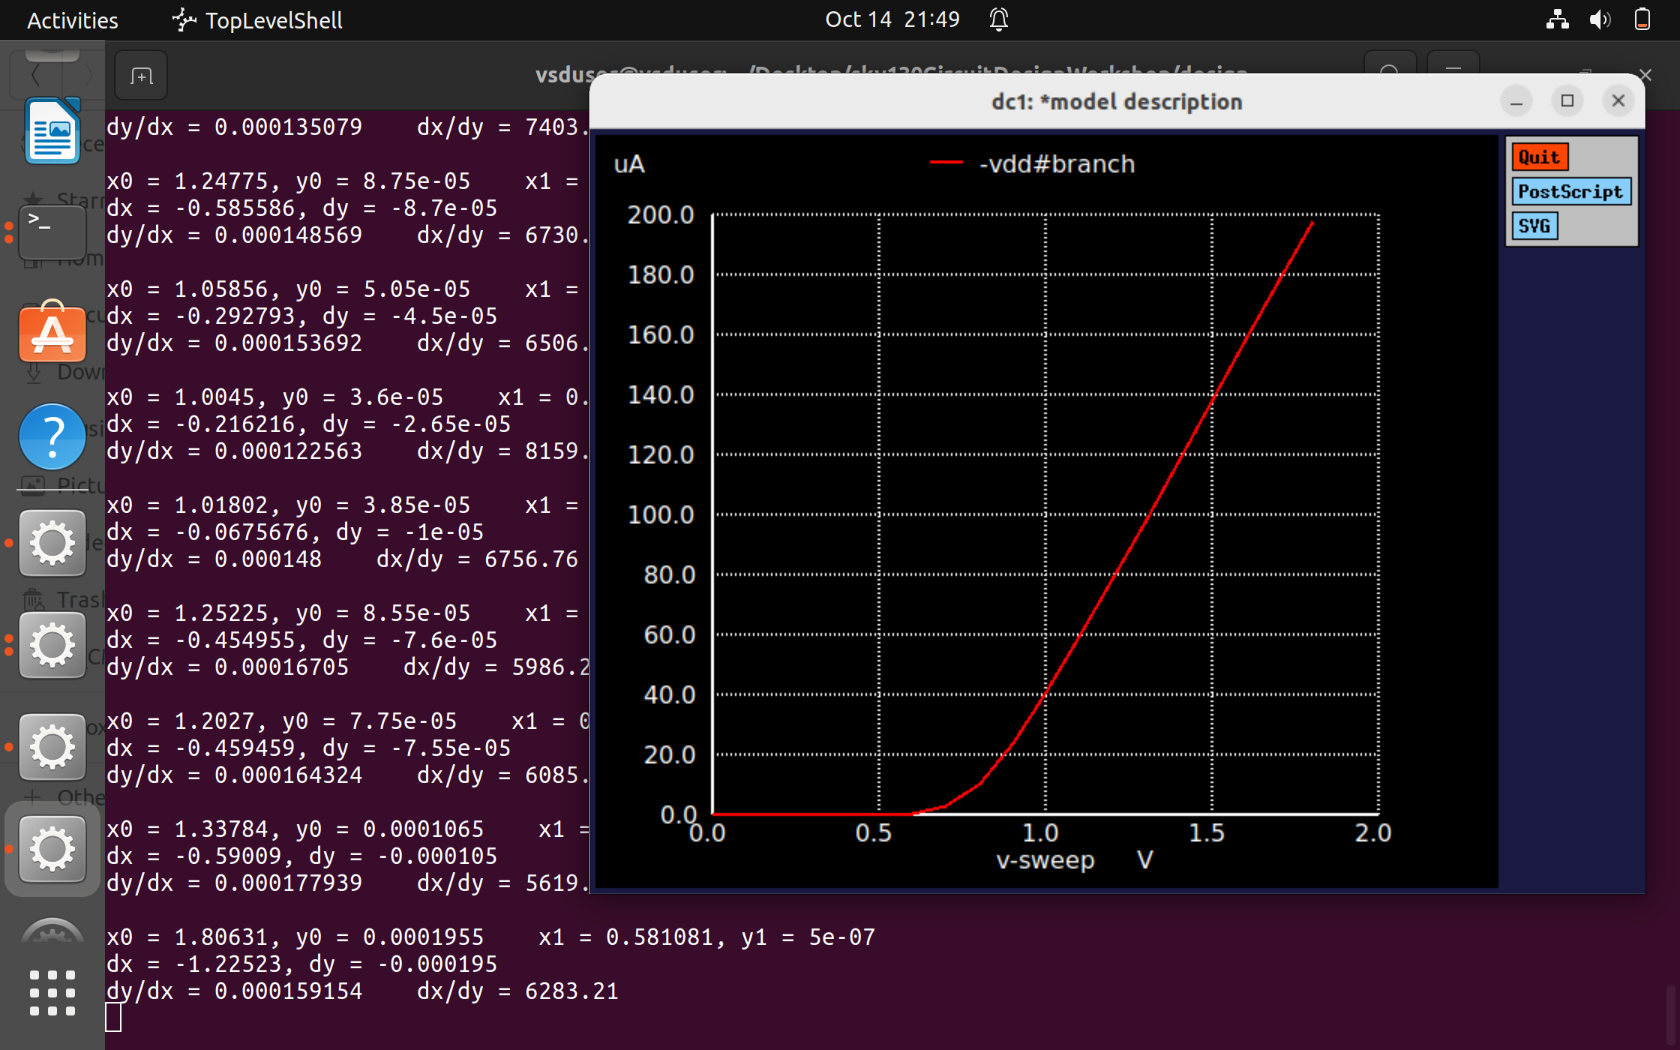 Activities
TopLevelShell
Oct 14 21:49
dc1: *model description
dy/dx = 0.000135079 dx/dy = 7403.
x0 = 1.24775, y0 = 8.75e-05 x1 =
dx = -0.585586, dy = -8.7e-05
dy/dx = 0.000148569 dx/dy = 6730.
x0 = 1.05856, y0 = 5.05e-05 x1 =
dx = -0.292793, dy = -4.5e-05
dy/dx = 0.000153692 dx/dy = 6506.
x0 = 1.0045, y0 = 3.6e-05 x1 = 0.
dx = -0.216216, dy = -2.65e-05
dy/dx = 0.000122563 dx/dy = 8159.
x0 = 1.01802, y0 = 3.85e-05 x1 =
dx = -0.0675676, dy = -1e-05
dy/dx = 0.000148 dx/dy = 6756.76
x0 = 1.25225, y0 = 8.55e-05 x1 =
dx = -0.454955, dy = -7.6e-05
dy/dx = 0.00016705 dx/dy = 5986.2
x0 = 1.2027, y0 = 7.75e-05 x1 = 0
dx = -0.459459, dy = -7.55e-05
dy/dx = 0.000164324 dx/dy = 6085.
x0 = 1.33784, y0 = 0.0001065 x1 =
dx = -0.59009, dy = -0.000105
dy/dx = 0.000177939 dx/dy = 5619.
x0 = 1.80631, y0 = 0.0001955 x1 = 0.581081, y1 = 5e-07
dx = -1.22523, dy = -0.000195
dy/dx = 0.000159154 dx/dy = 6283.21
uA
-vdd#branch
200.0
180.0
160.0
140.0
120.0
100.0
80.0
60.0
40.0
20.0
0.0
0.0 0.5 1.0 1.5 2.0
v-sweep V
Quit
PostScript
SVG